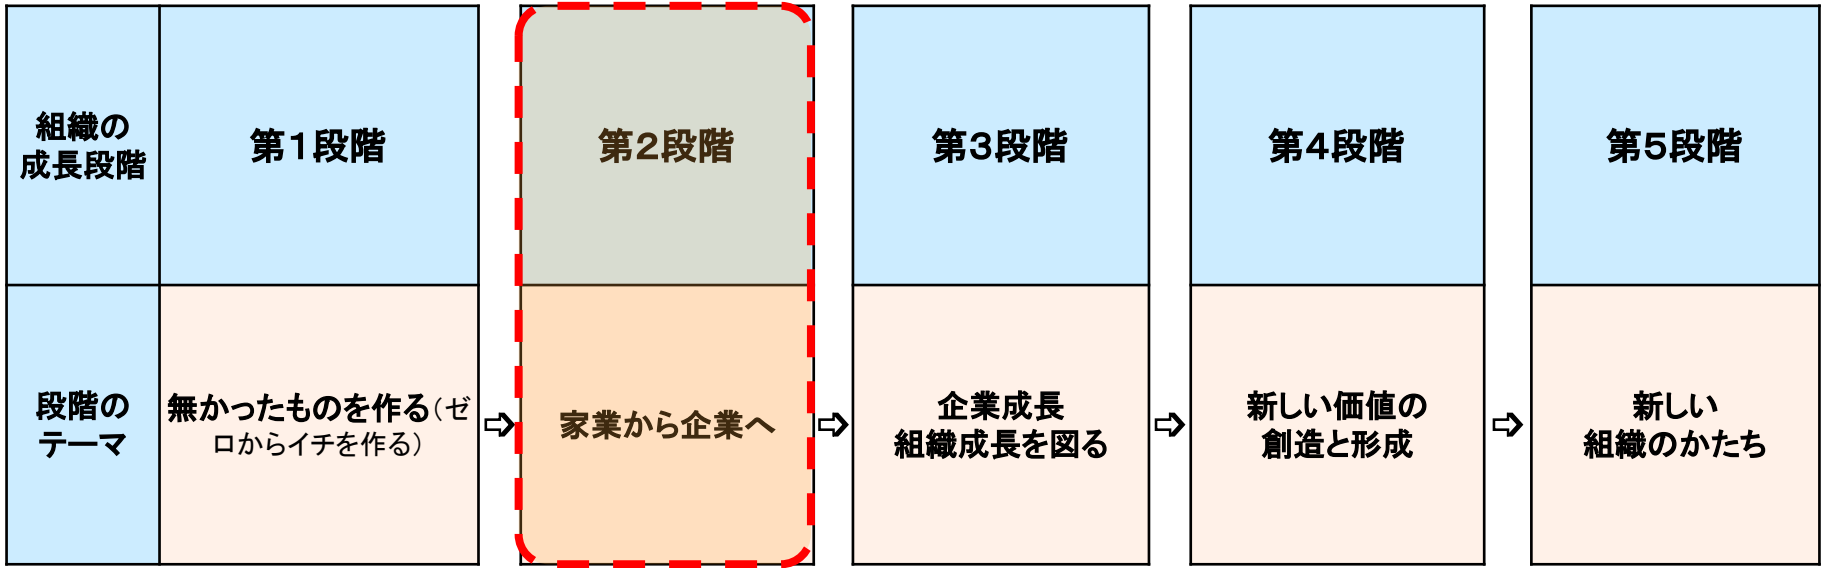 組織の
成長段階
第１段階
第２段階
第３段階
第４段階
第５段階
段階の
テーマ
無かったものを作る（ゼ
ロからイチを作る）
⇨
家業から企業へ
⇨
企業成長
組織成長を図る
⇨
新しい価値の
創造と形成
⇨
新しい
組織のかたち